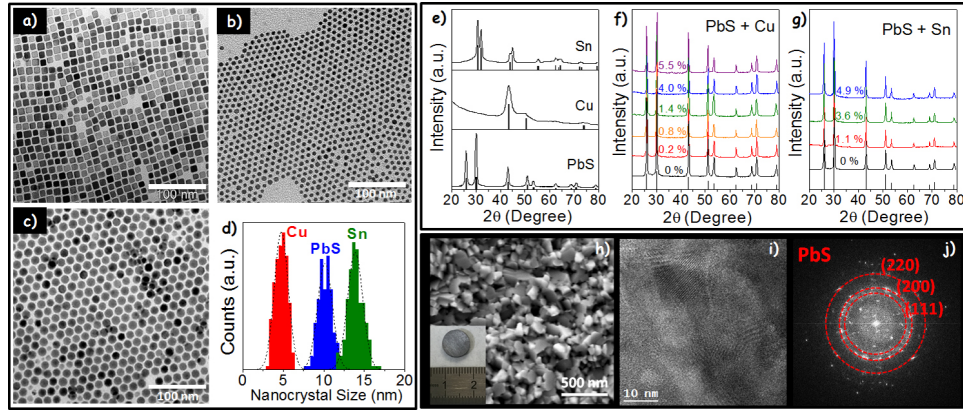 a)
100 nm
b)
100 nm
c)
100 nm
d)
Counts (a.u.)
Cu
PbS
Sn
0 5 10 15 20
Nanocrystal Size (nm)
e)
Intensity (a.u.)
Sn
Cu
PbS
20 30 40 50 60 70 80
2θ (Degree)
f)
PbS + Cu
Intensity (a.u.)
5.5 %
4.0 %
1.4 %
0.8 %
0.2 %
0 %
20 30 40 50 60 70 80
2θ (Degree)
g)
PbS + Sn
Intensity (a.u.)
4.9 %
3.6 %
1.1 %
0 %
20 30 40 50 60 70 80
2θ (Degree)
h)
1 2
500 nm
i)
10 nm
j)
PbS
(220)
(200)
(111)